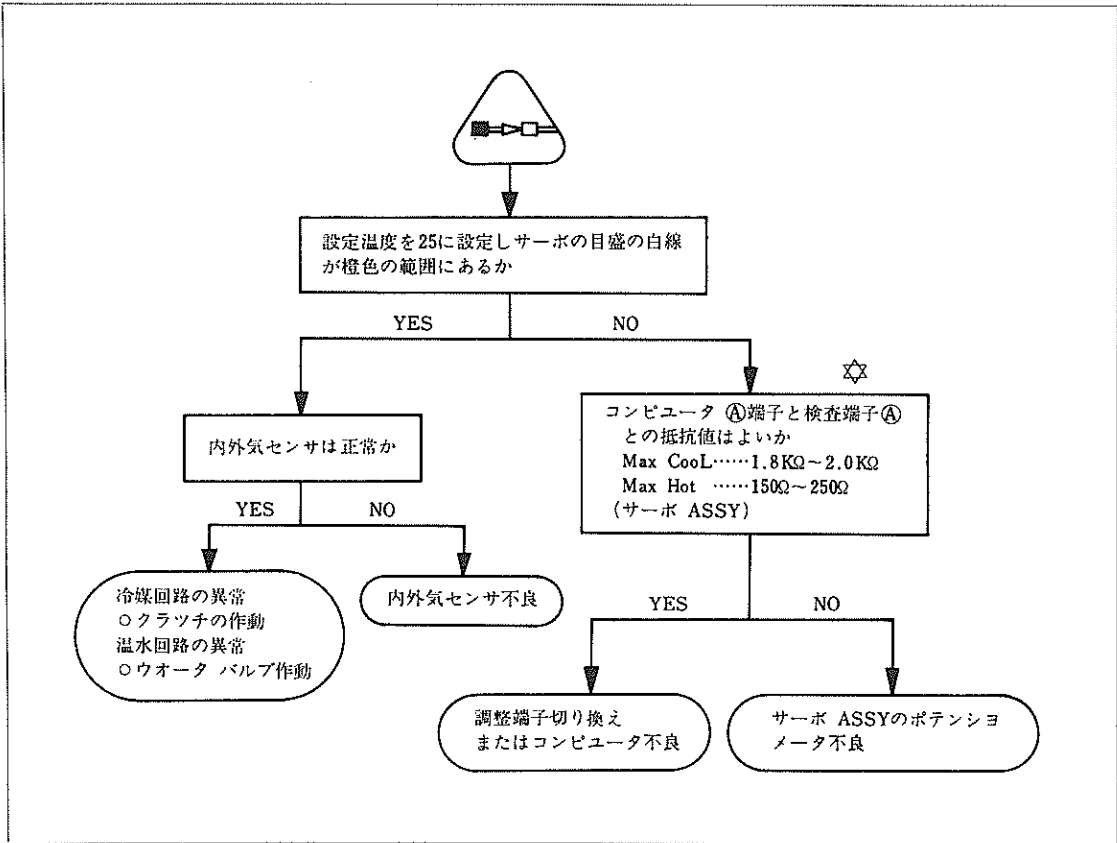 設定温度を25に設定しサーボの目盛の白線
が橙色の範囲にあるか
YES
NO
内外気センサは正常か
コンピュータ Ⓐ端子と検査端子Ⓐ
との抵抗値はよいか
Max CooL……1.8KΩ～2.0KΩ
Max Hot ……150Ω～250Ω
(サーボ ASSY)
YES
NO
冷媒回路の異常
○クラツチの作動
温水回路の異常
○ウオータ バルブ作動
内外気センサ不良
YES
NO
調整端子切り換え
またはコンピユータ不良
サーボ ASSYのポテンショ
メータ不良